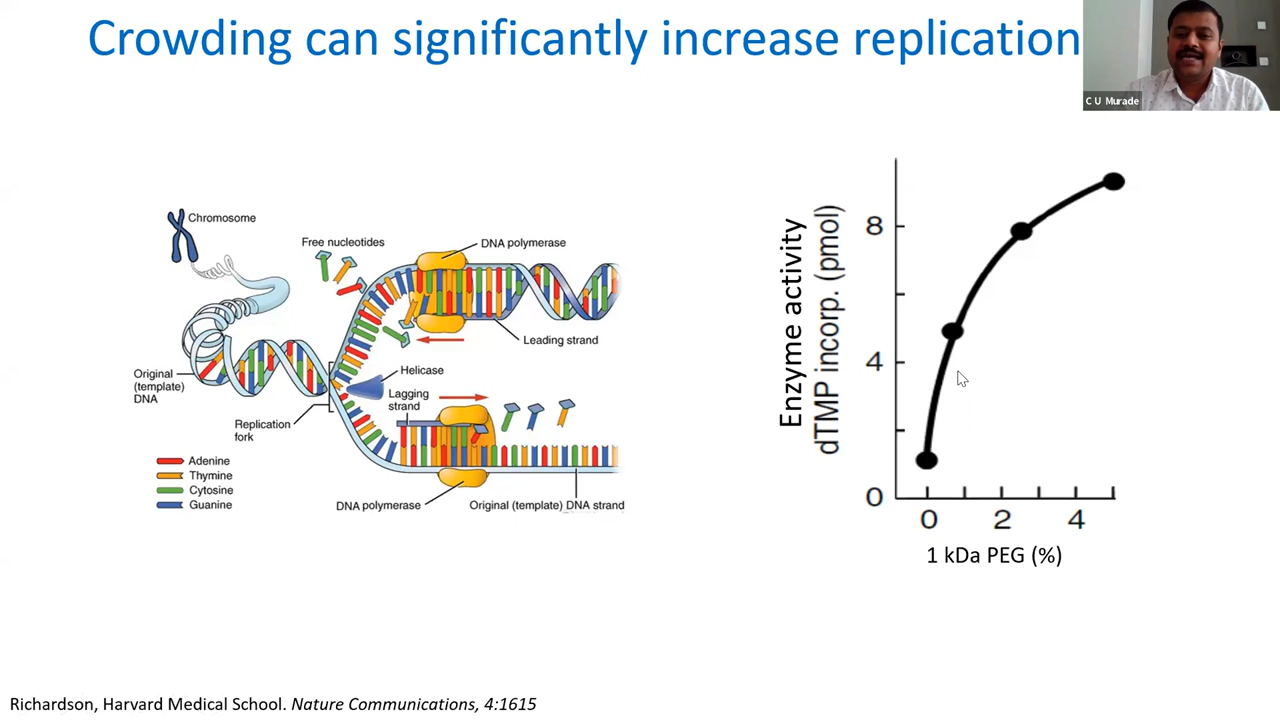 Crowding can significantly increase replication
C U Murade
Chromosome
Free nucleotides
DNA polymerase
Leading strand
Helicase
Lagging
strand
Original
(template)
DNA
Replication
fork
Adenine
Thymine
Cytosine
Guanine
DNA polymerase
Original (template) DNA strand
Enzyme activity
dTMP incorp. (pmol)
8
4
0
0 2 4
1 kDa PEG (%)
Richardson, Harvard Medical School. Nature Communications, 4:1615